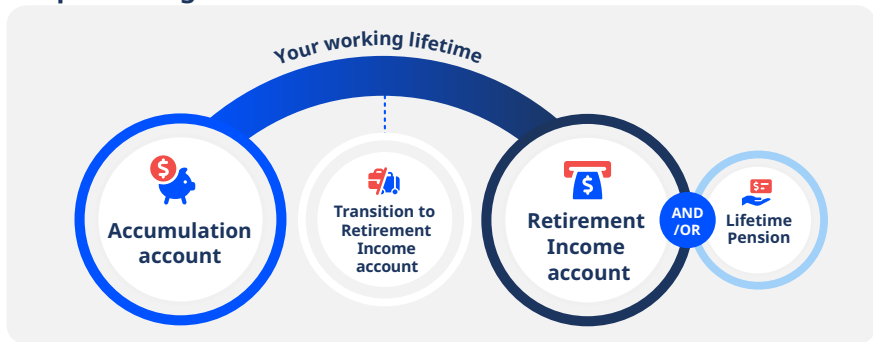 Your working lifetime
$
Accumulation
account
Transition to
Retirement
Income
account
$
Retirement
Income
account
AND
/OR
$
Lifetime
Pension